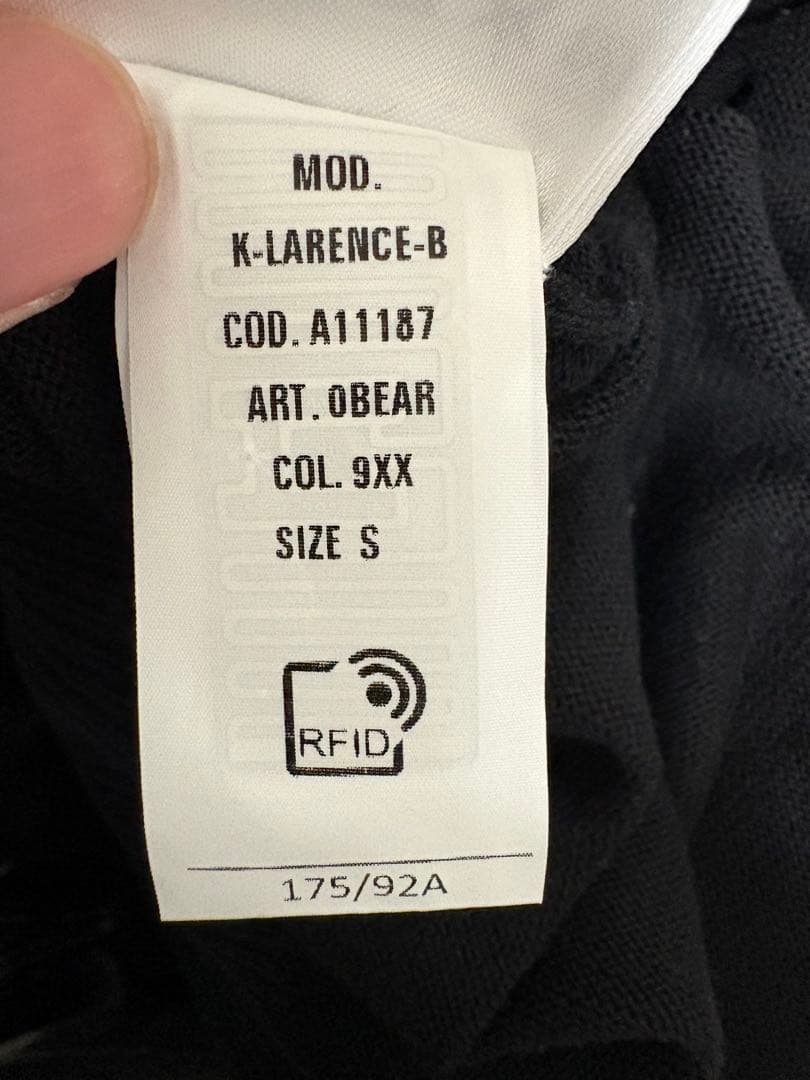 MOD.
K-LARENCE-B
COD. A11187
ART. 0BEAR
COL. 9XX
SIZE S
RFID
175/92A